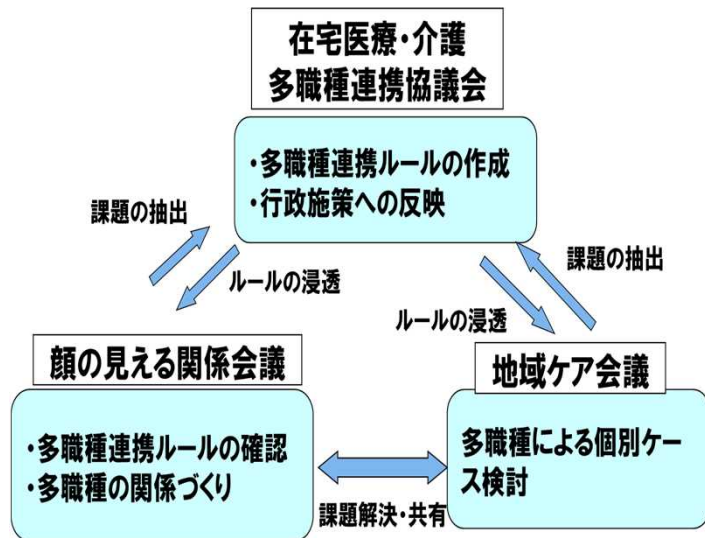 在宅医療・介護
多職種連携協議会
・多職種連携ルールの作成
・行政施策への反映
課題の抽出
ルールの浸透
課題の抽出
ルールの浸透
顔の見える関係会議
・多職種連携ルールの確認
・多職種の関係づくり
課題解決・共有
地域ケア会議
多職種による個別ケー
ス検討